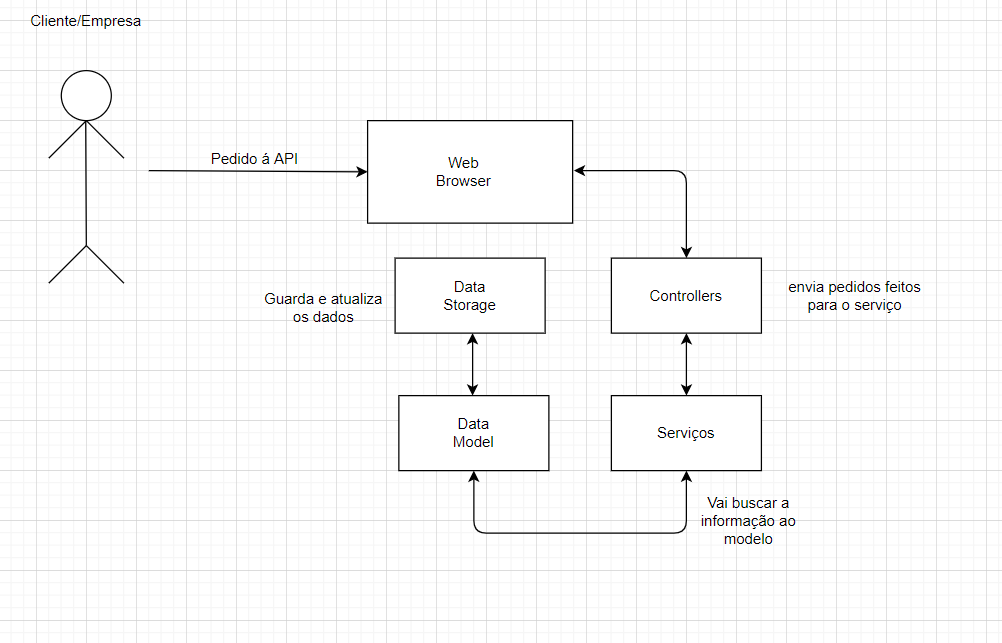 Cliente/Empresa
Pedido á API
Web
Browser
Data
Storage
Guarda e atualiza
os dados
Controllers
envia pedidos feitos
para o serviço
Data
Model
Serviços
Vai buscar a
informação ao
modelo